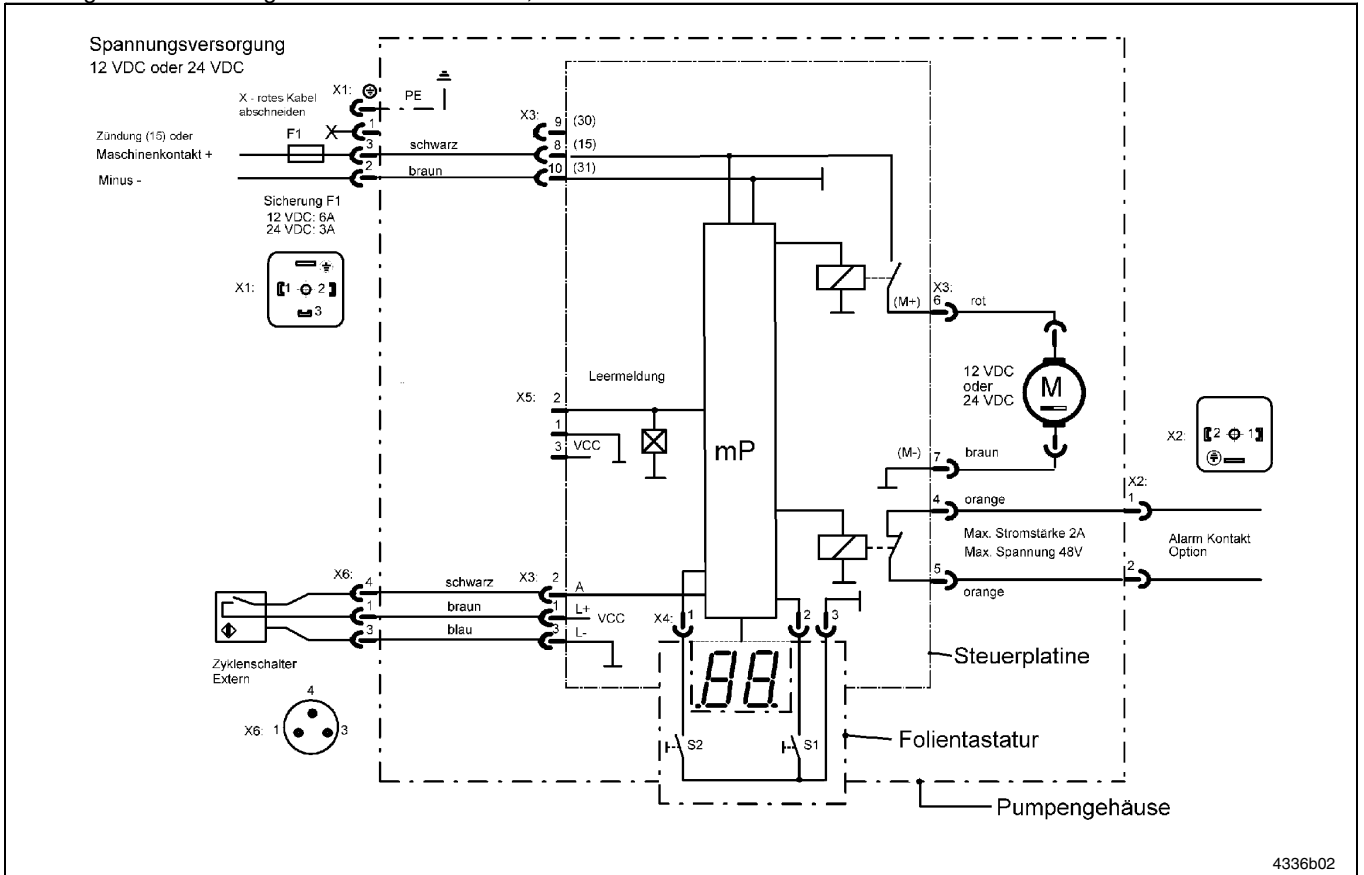 Spannungsversorgung
12 VDC oder 24 VDC
X - rotes Kabel
abschneiden
X1:
PE
1
X
Zündung (15) oder
Maschinenkontakt +
F1
3
schwarz
X3:
9 (30)
8 (15)
Minus -
2
braun
10 (31)
Sicherung F1
12 VDC: 6A
24 VDC: 3A
X1:
1 2
3
mP
(M+)
X3:
6
rot
12 VDC
oder
24 VDC
M
Leermeldung
X5:
2
1
3
VCC
(M-)
7
braun
X2:
2 1
4
orange
X2:
1
Max. Stromstärke 2A
Max. Spannung 48V
Alarm Kontakt
Option
5
orange
2
X6:
4
schwarz
X3:
2
A
1
braun
1
L+
VCC
3
blau
3
L-
Zyklenschalter
Extern
X6:
4
1
3
X4:
1
2
3
88
S2
S1
Steuerplatine
Folientastatur
Pumpengehäuse
4336b02